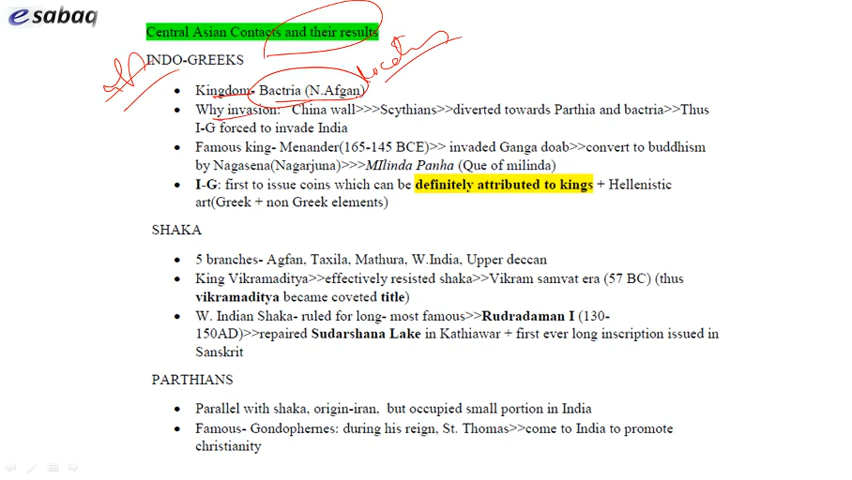 esabaq
Central Asian Contacts and their results
INDO-GREEKS
Kingdom- Bactria (N.Afgan)
Why invasion: China wall>>>Scythians>>diverted towards Parthia and bactria>>Thus
I-G forced to invade India
Famous king- Menander(165-145 BCE)>> invaded Ganga doab>>convert to buddhism
by Nagasena(Nagarjuna)>>>MIlinda Panha (Que of milinda)
I-G: first to issue coins which can be definitely attributed to kings + Hellenistic
art(Greek + non Greek elements)
SHAKA
5 branches- Agfan, Taxila, Mathura, W.India, Upper deccan
King Vikramaditya>>effectively resisted shaka>>Vikram samvat era (57 BC) (thus
vikramaditya became coveted title)
W. Indian Shaka- ruled for long- most famous>>Rudradaman I (130-
150AD)>>repaired Sudarshana Lake in Kathiawar + first ever long inscription issued in
Sanskrit
PARTHIANS
Parallel with shaka, origin-iran, but occupied small portion in India
Famous- Gondophernes: during his reign, St. Thomas>>come to India to promote
christianity